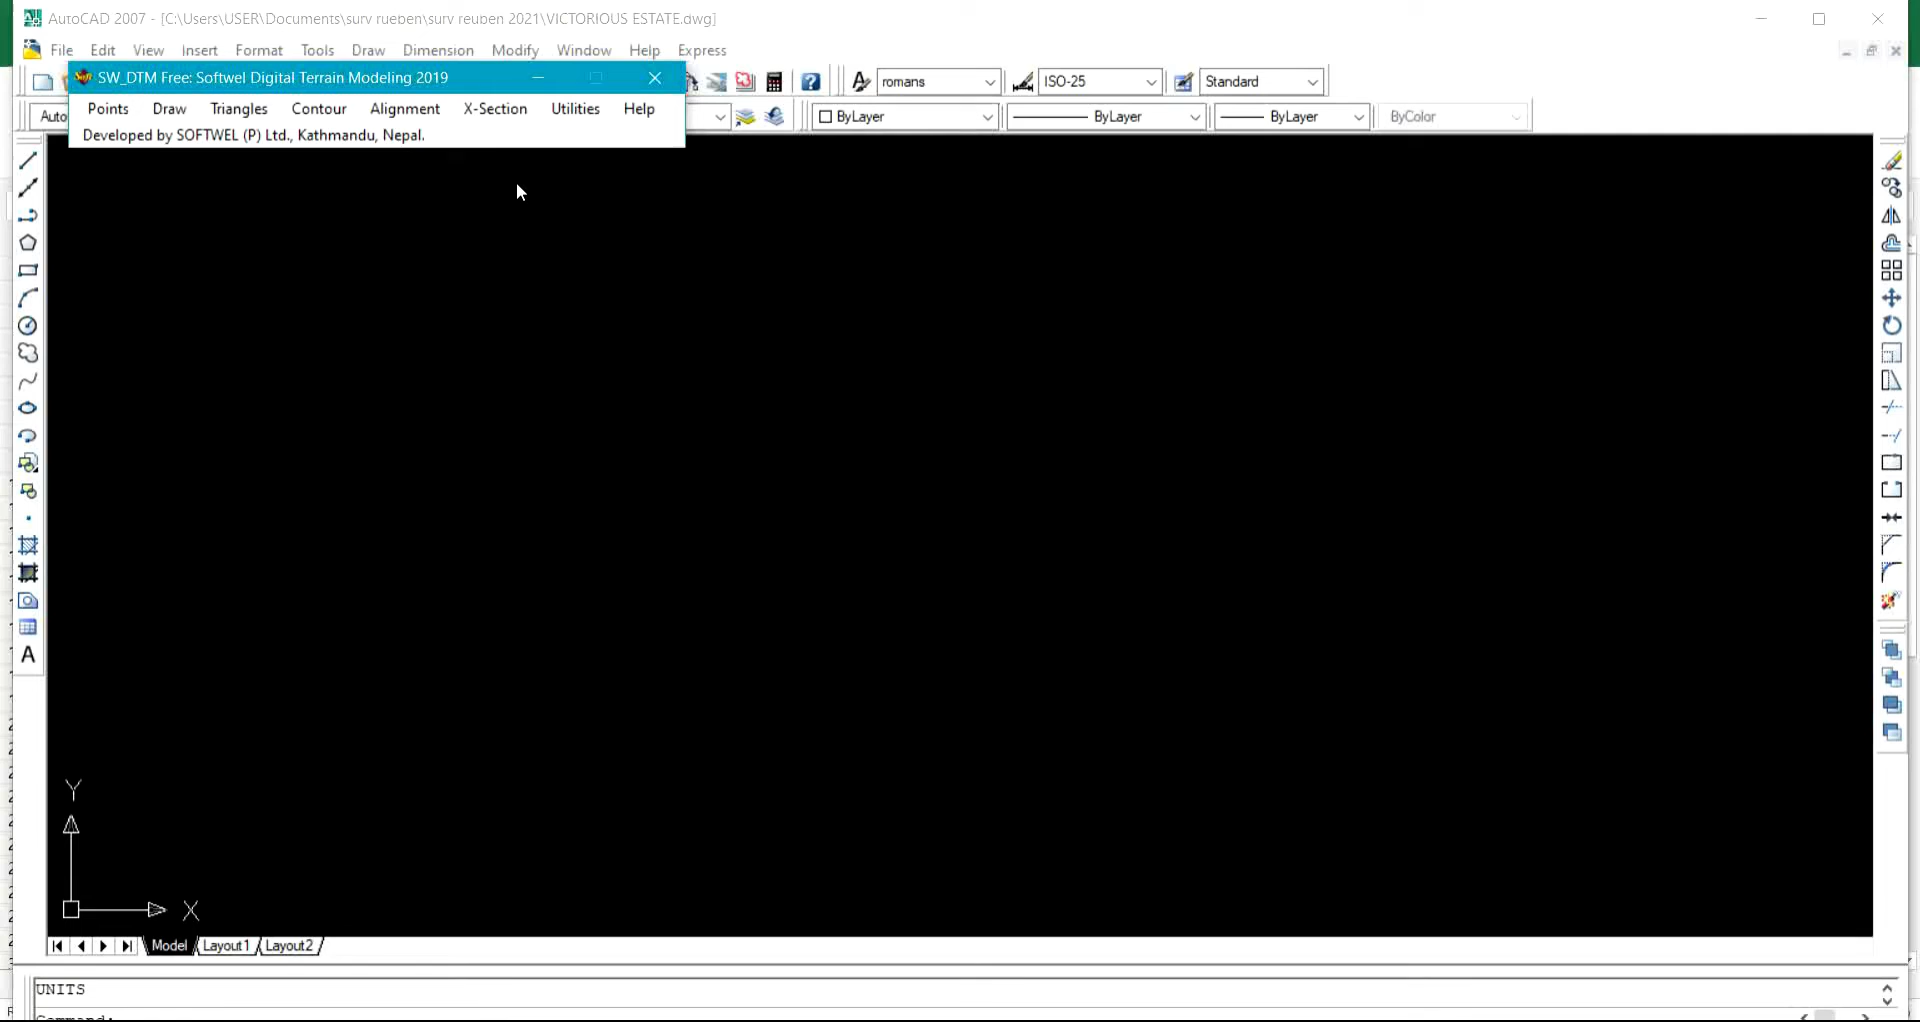 AutoCAD 2007 - [C:\Users\USER\Documents\surv rueben\surv reuben 2021\VICTORIOUS ESTATE.dwg]
File Edit View Insert Format Tools Draw Dimension Modify Window Help Express
SW_DTM Free: Softwel Digital Terrain Modeling 2019
romans ISO-25 Standard
Points Draw Triangles Contour Alignment X-Section Utilities Help
Auto ByLayer ByLayer ByLayer ByColor
Developed by SOFTWEL (P) Ltd., Kathmandu, Nepal.
A
Y
X
Model Layout1 Layout2
UNITS
Command: